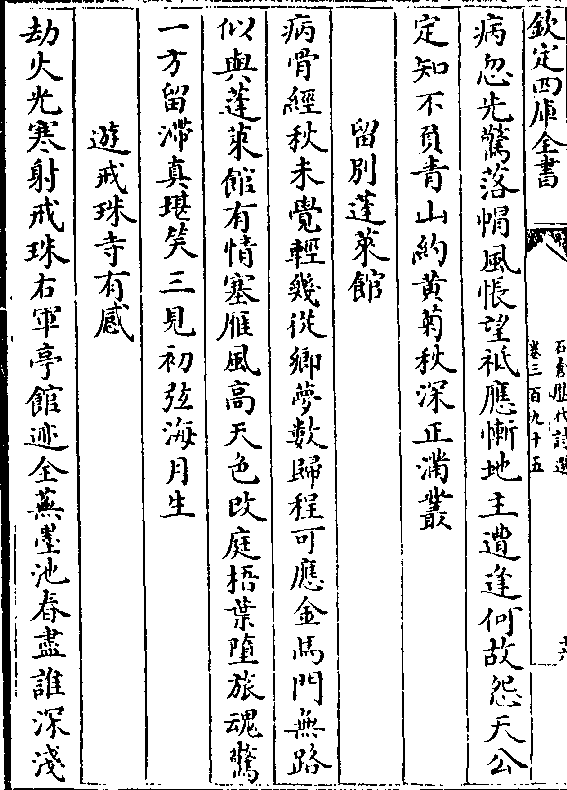 欽定四庫全書
石倉歷代詩選
卷三百九十五
十六
病忽先驚落帽風悵望祗應慚地主遭逢何故怨天公
定知不負青山約黄菊秋深正滿叢
留別蓬萊館
病骨經秋未覺輕幾從鄉夢數歸程可應金馬門無路
似與蓬萊館有情塞雁風高天色改庭梧葉墮旅魂驚
一方留滯真堪笑三見初弦海月生
遊戒珠寺有感
劫火光寒射戒珠右軍亭館迹全蕪墨池春盡誰深淺